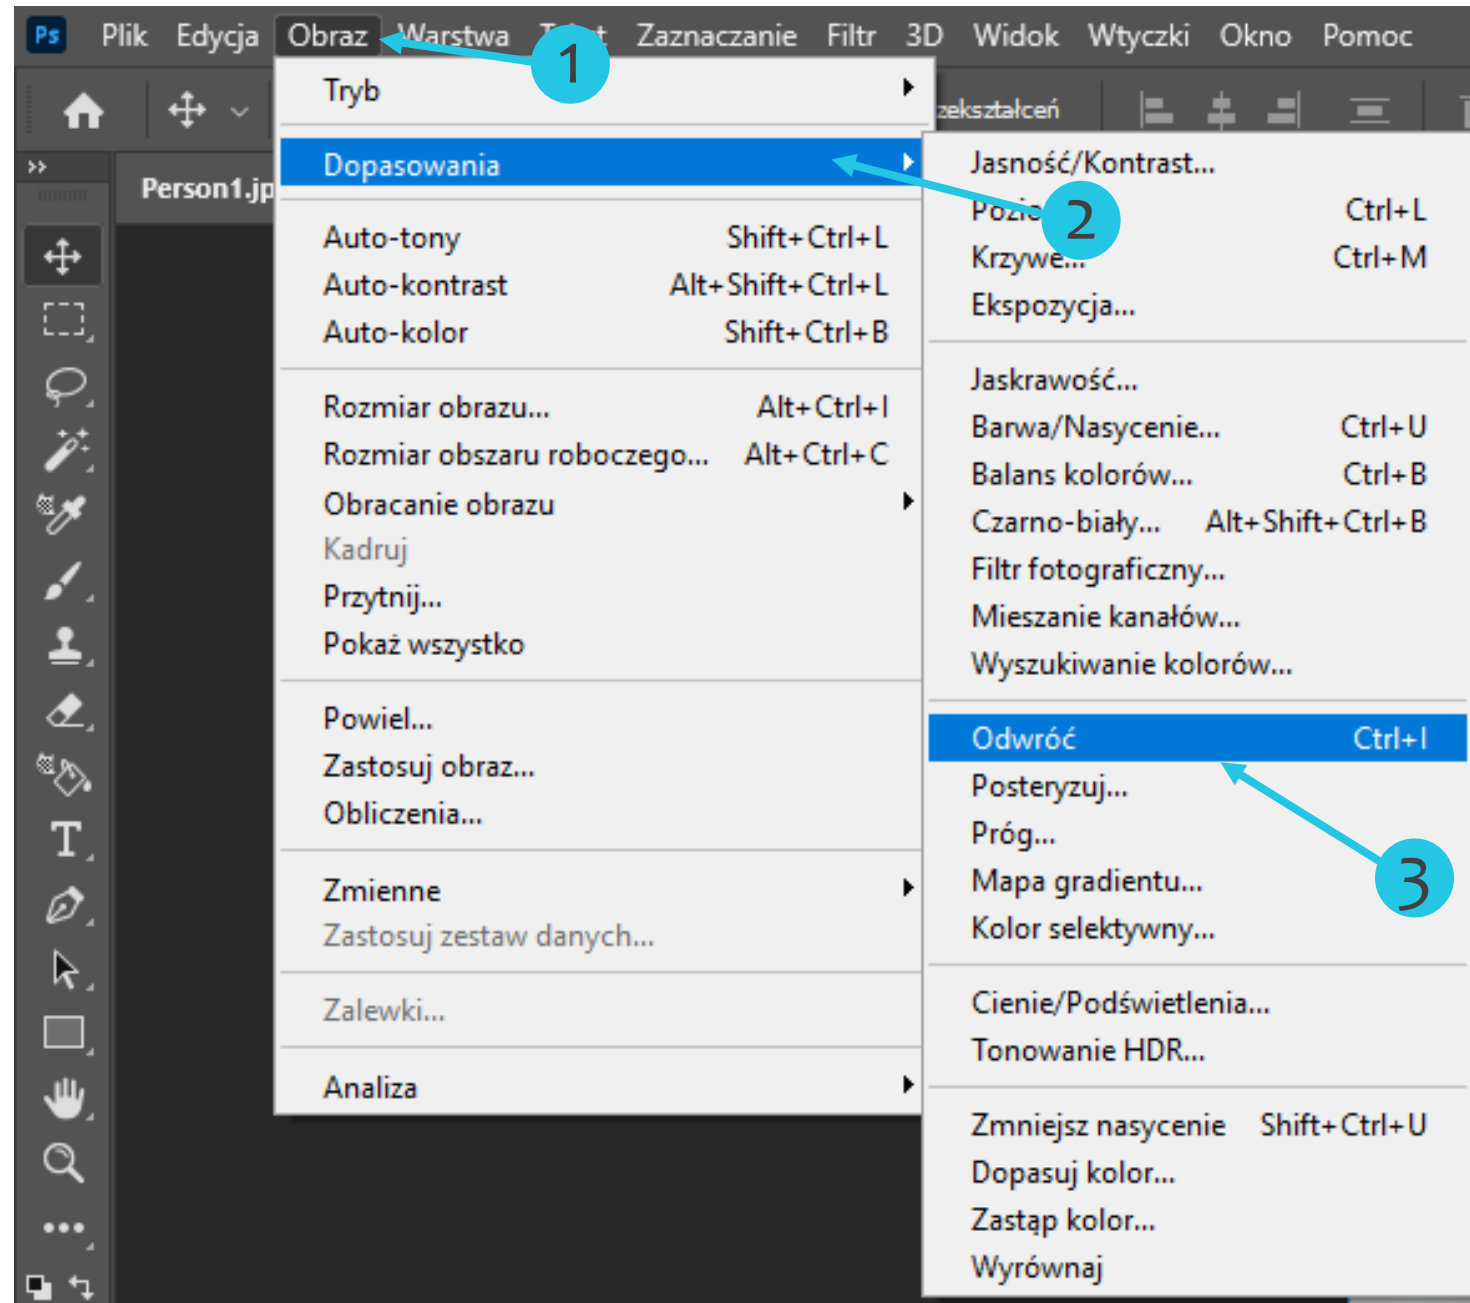 Ps Plik Edycja Obraz Warstwa Zaznaczanie Filtr 3D Widok Wtyczki Okno Pomoc
1
Person1.jp
Tryb
Dopasowania
2
Auto-tony Shift+Ctrl+L
Auto-kontrast Alt+Shift+Ctrl+L
Auto-kolor Shift+Ctrl+B
Rozmiar obrazu... Alt+Ctrl+I
Rozmiar obszaru roboczego... Alt+Ctrl+C
Obracanie obrazu
Kadruj
Przytnij...
Pokaż wszystko
Powiel...
Zastosuj obraz...
Obliczenia...
Zmienne
Zastosuj zestaw danych...
Zalewki...
Analiza
zekształceń
Jasność/Kontrast...
Ctrl+L
Krzywe... Ctrl+M
Ekspozycja...
Jaskrawość...
Barwa/Nasycenie... Ctrl+U
Balans kolorów... Ctrl+B
Czarno-biały... Alt+Shift+Ctrl+B
Filtr fotograficzny...
Mieszanie kanałów...
Wyszukiwanie kolorów...
Odwróć Ctrl+I
Posteryzuj...
Próg...
Mapa gradientu...
3
Kolor selektywny...
Cienie/Podświetlenia...
Tonowanie HDR...
Zmniejsz nasycenie Shift+Ctrl+U
Dopasuj kolor...
Zastąp kolor...
Wyrównaj